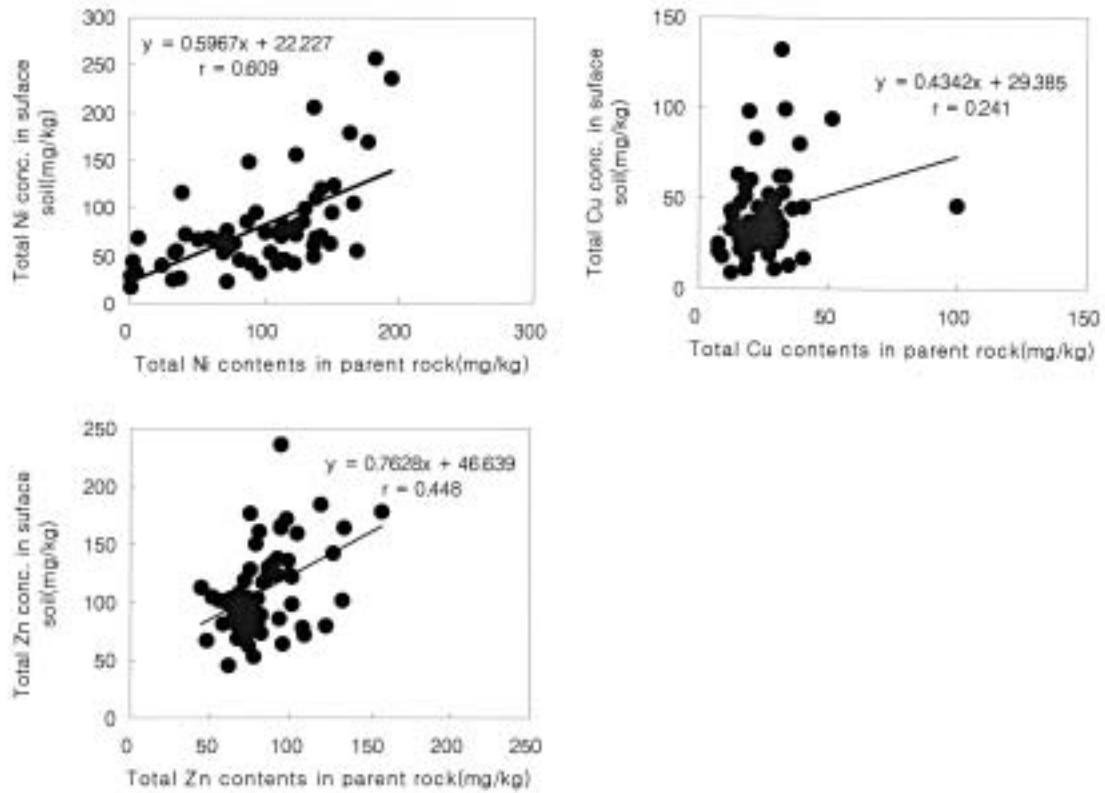 Total Ni conc. in suface
soil(mg/kg)
300
250
200
150
100
50
0
y = 0.5967x + 22.227
r = 0.609
0 100 200 300
Total Ni contents in parent rock(mg/kg)
Total Cu conc. in suface
soil(mg/kg)
150
100
50
0
y = 0.4342x + 29.385
r = 0.241
0 50 100 150
Total Cu contents in parent rock(mg/kg)
Total Zn conc. in suface
soil(mg/kg)
250
200
150
100
50
0
y = 0.7628x + 46.639
r = 0.448
0 50 100 150 200 250
Total Zn contents in parent rock(mg/kg)